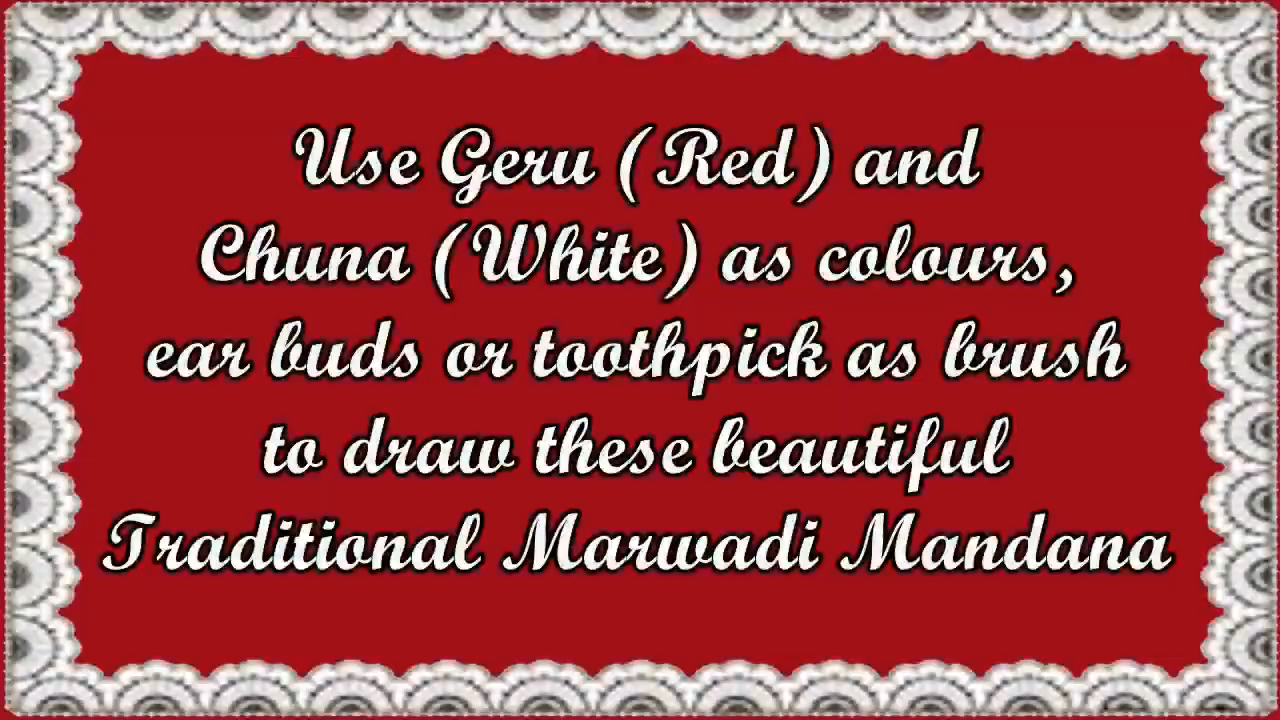 Use Geru (Red) and
Chuna (White) as colours,
ear buds or toothpick as brush
to draw these beautiful
Traditional Marwadi Mandana